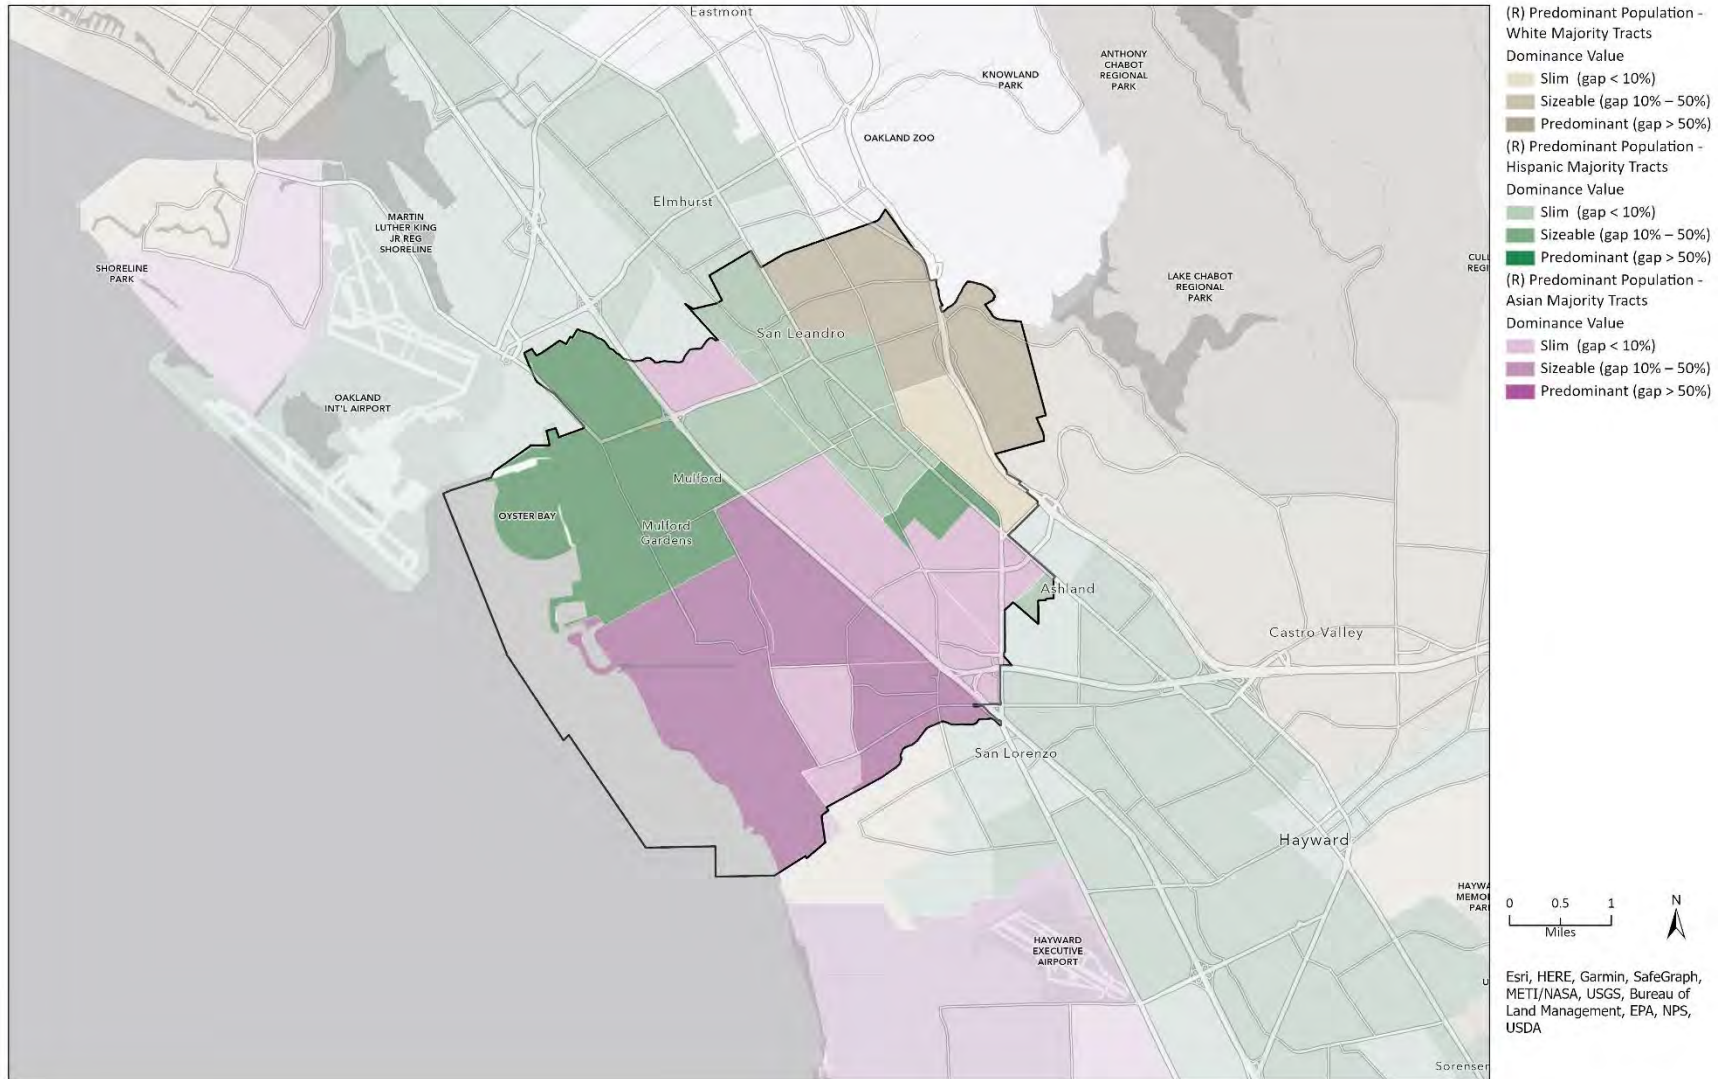 Eastmont
ANTHONY
CHABOT
REGIONAL
PARK
KNOWLAND
PARK
OAKLAND ZOO
Elmhurst
MARTIN
LUTHER KING
JR REG
SHORELINE
SHORELINE
PARK
CULL
REGI
LAKE CHABOT
REGIONAL
PARK
San Leandro
OAKLAND
INT'L AIRPORT
Mulford
OYSTER BAY
Mulford
Gardens
Ashland
Castro Valley
San Lorenzo
Hayward
HAYWA
MEMOR
PARK
HAYWARD
EXECUTIVE
AIRPORT
U
Sorensen
(R) Predominant Population -
White Majority Tracts
Dominance Value
Slim (gap < 10%)
Sizeable (gap 10% – 50%)
Predominant (gap > 50%)
(R) Predominant Population -
Hispanic Majority Tracts
Dominance Value
Slim (gap < 10%)
Sizeable (gap 10% – 50%)
Predominant (gap > 50%)
(R) Predominant Population -
Asian Majority Tracts
Dominance Value
Slim (gap < 10%)
Sizeable (gap 10% – 50%)
Predominant (gap > 50%)
0 0.5 1
Miles
N
Esri, HERE, Garmin, SafeGraph,
METI/NASA, USGS, Bureau of
Land Management, EPA, NPS,
USDA